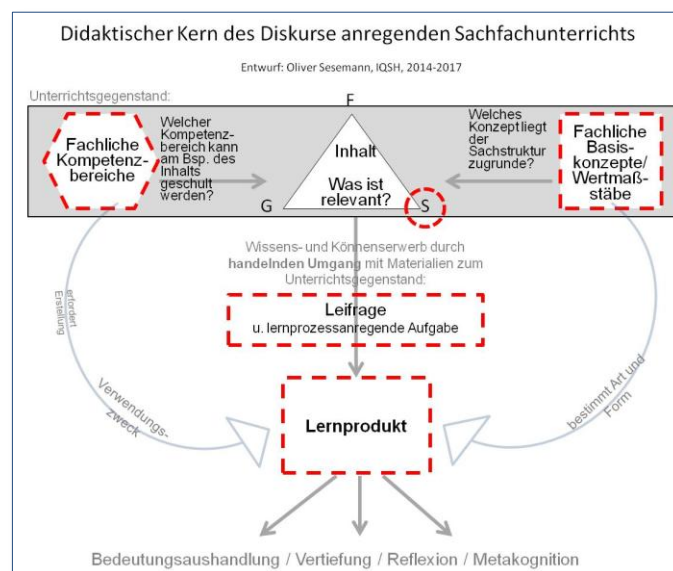 Didaktischer Kern des Diskurse anregenden Sachfachunterrichts
Entwurf: Oliver Sesemann, IQSH, 2014-2017
Unterrichtsgegenstand:
F
Fachliche
Kompetenz-
bereiche
Welcher
Kompetenz-
bereich kann
am Bsp. des
Inhalts
geschult
werden?
Inhalt
Was ist
relevant?
G
S
Welches
Konzept liegt
der
Sachstruktur
zugrunde?
Fachliche
Basis-
konzepte/
Wertmaß-
stäbe
Wissens- und Könnenserwerb durch
handelnden Umgang mit Materialien zum
Unterrichtsgegenstand:
Leifrage
u. lernprozessanregende Aufgabe
erfordert
Erstellung
Verwendungs-
zweck
Lernprodukt
bestimmt Art und
Form
Bedeutungsaushandlung / Vertiefung / Reflexion / Metakognition